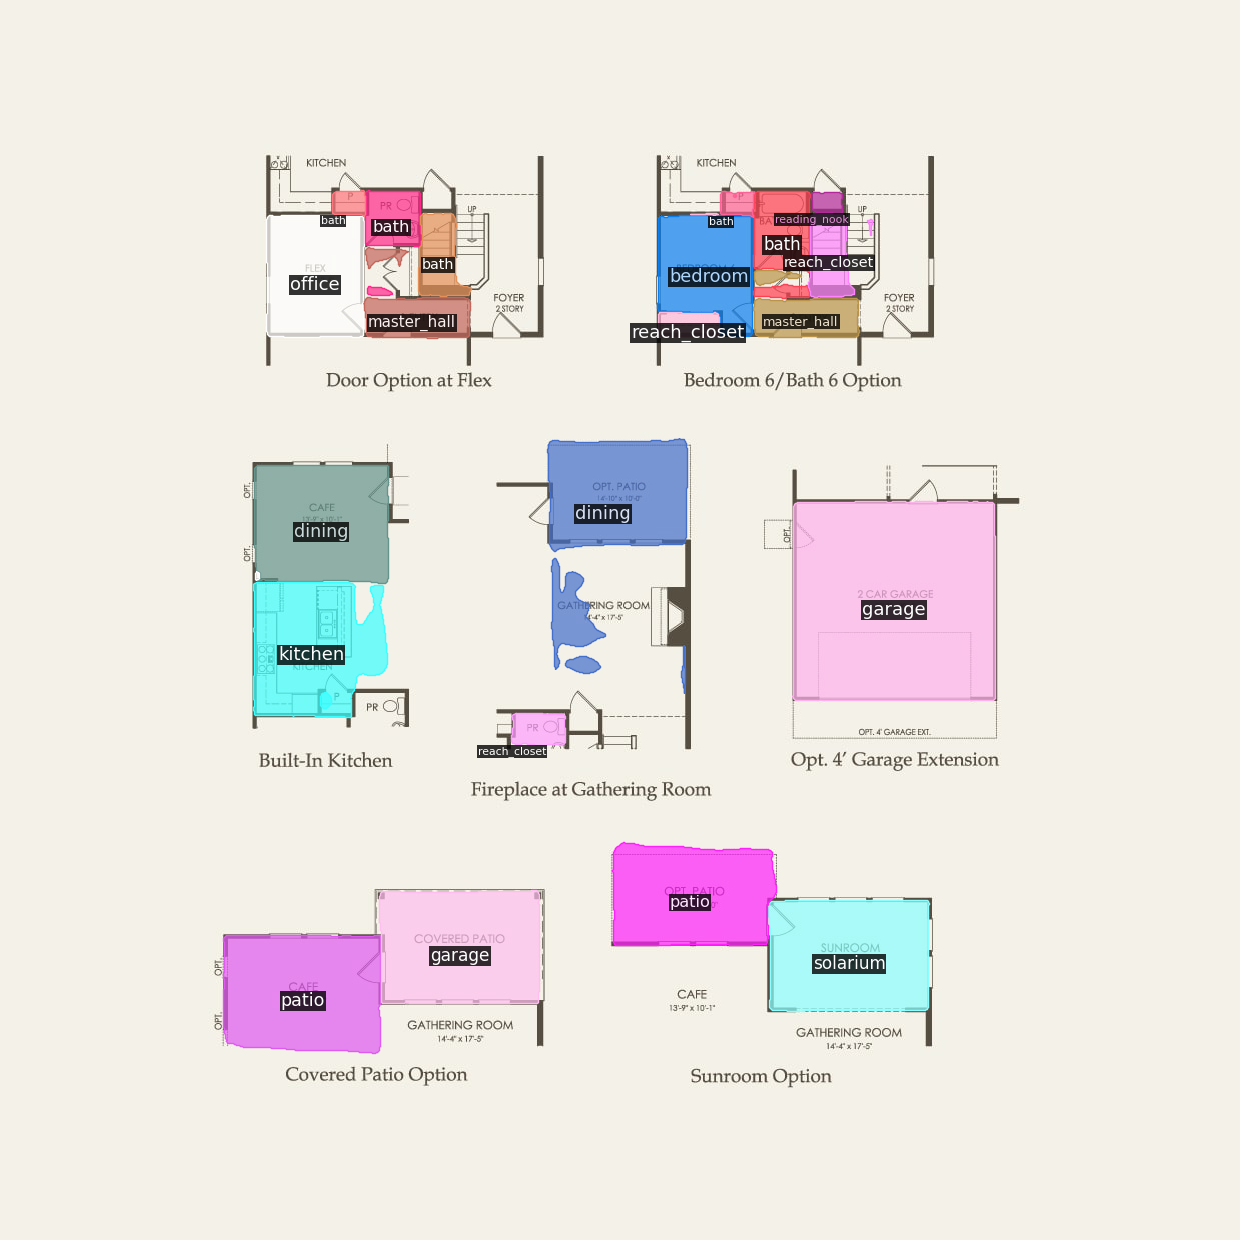 KITCHEN
P
PR
UP
bath
bath
bath
FLEX
office
master_hall
FOYER
2 STORY
Door Option at Flex
KITCHEN
UP
bath
reading_nook
bath
reach_closet
bedroom
reach_closet
master_hall
FOYER
2 STORY
Bedroom 6/Bath 6 Option
OPT.
CAFE
dining
OPT.
kitchen
KITCHEN
P
PR
Built-In Kitchen
OPT. PATIO
14'-10" x 10'-0"
dining
GATHERING ROOM
14'-4" x 17'-5"
PR
reach_closet
Fireplace at Gathering Room
OPT.
2 CAR GARAGE
garage
OPT. 4' GARAGE EXT.
Opt. 4' Garage Extension
COVERED PATIO
garage
OPT.
CAFE
patio
OPT.
GATHERING ROOM
14'-4" x 17'-5"
Covered Patio Option
OPT. PATIO
patio
SUNROOM
solarium
CAFE
13'-9" x 10'-1"
GATHERING ROOM
14'-4" x 17'-5"
Sunroom Option